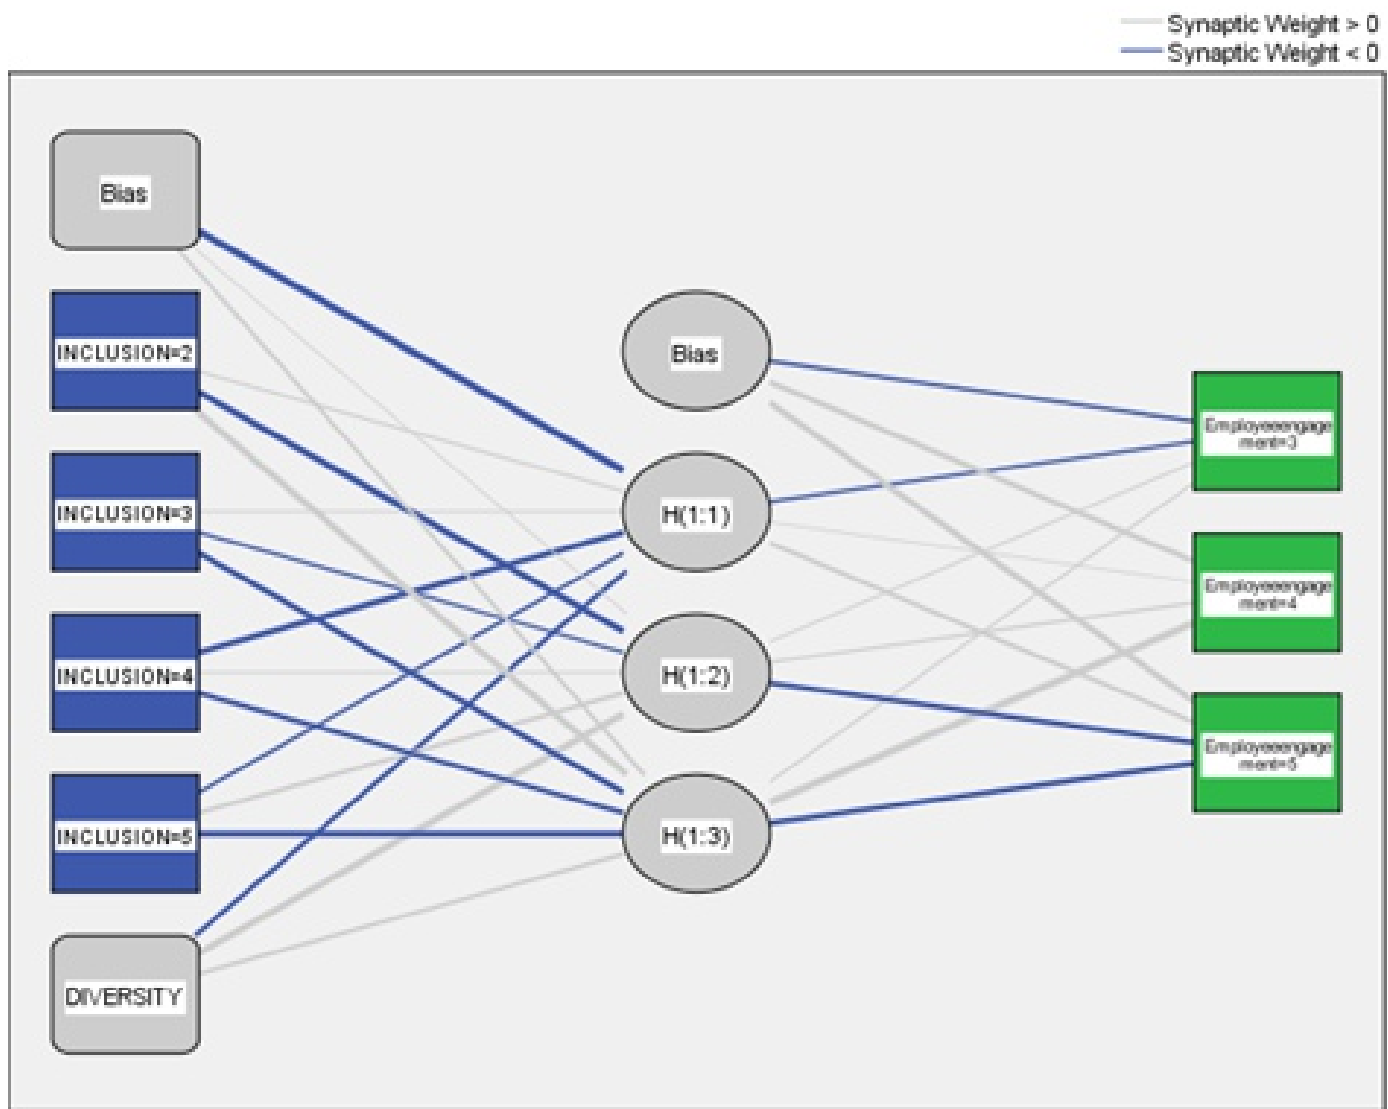 Synaptic Weight > 0
Synaptic Weight < 0
Bias
INCLUSION=2
Bias
INCLUSION=3
H(1:1)
INCLUSION=4
H(1:2)
INCLUSION=5
H(1:3)
DIVERSITY
Employeeengage
ment=3
Employeeengage
ment=4
Employeeengage
ment=5